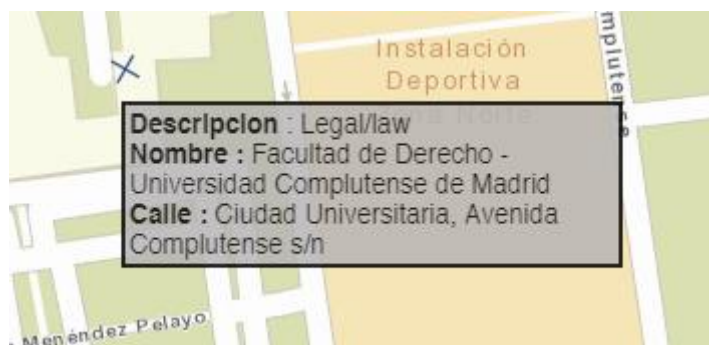 Instalación
Deportiva
Descripcion : Legal/law
Nombre : Facultad de Derecho -
Universidad Complutense de Madrid
Calle : Ciudad Universitaria, Avenida
Complutense s/n
Menéndez Pelayo